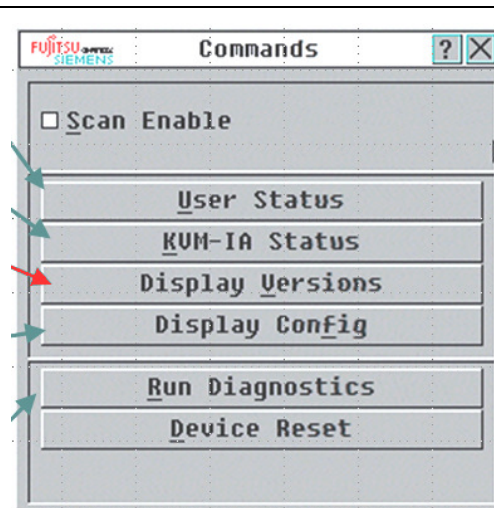 FUJITSU
SIEMENS
Commands
? X
Scan Enable
User Status
KVM-IA Status
Display Versions
Display Config
Run Diagnostics
Device Reset